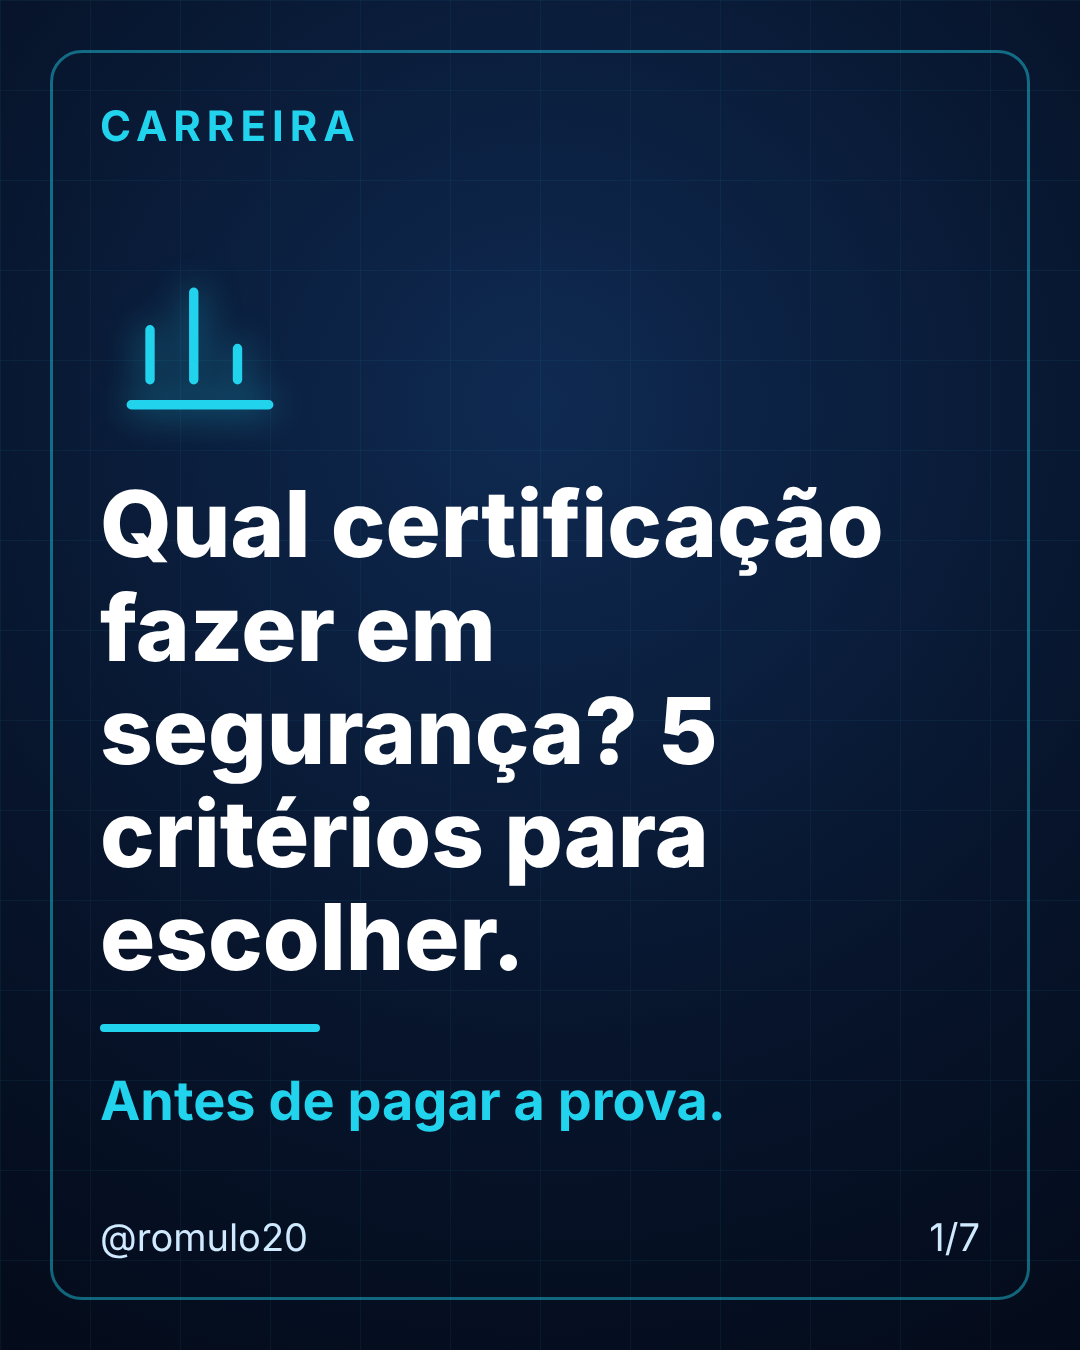 CARREIRA
Qual certificação
fazer em
segurança? 5
critérios para
escolher.
Antes de pagar a prova.
@romulo20
1/7